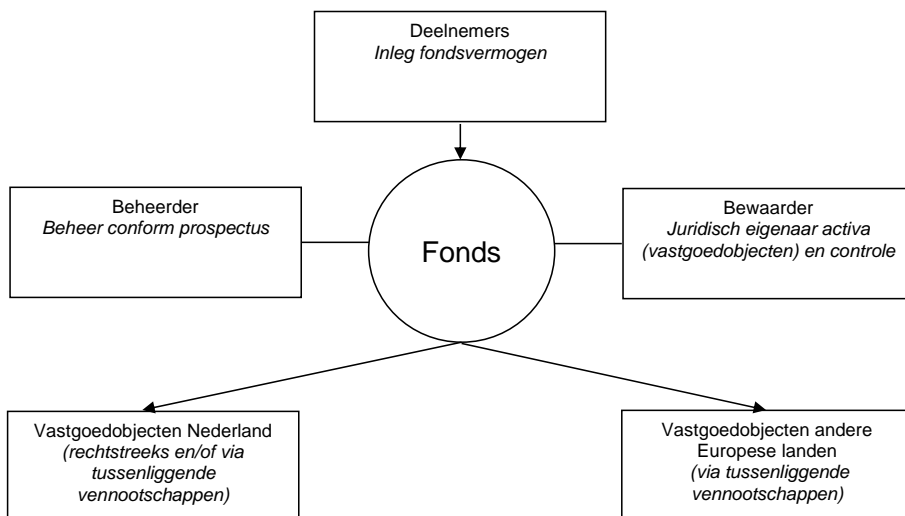 Deelnemers
Inleg fondsvermogen
Beheerder
Beheer conform prospectus
Fonds
Bewaarder
Juridisch eigenaar activa
(vastgoedobjecten) en controle
Vastgoedobjecten Nederland
(rechtstreeks en/of via
tussenliggende
vennootschappen)
Vastgoedobjecten andere
Europese landen
(via tussenliggende
vennootschappen)